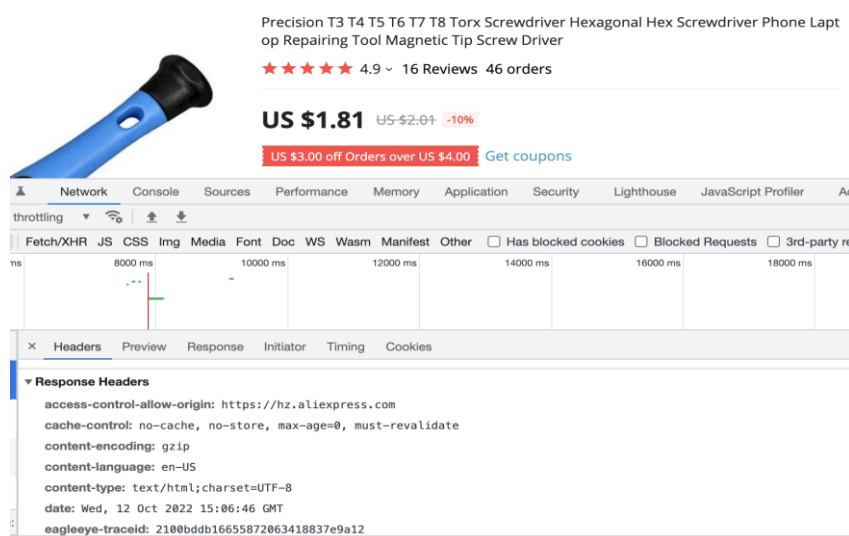 Precision T3 T4 T5 T6 T7 T8 Torx Screwdriver Hexagonal Hex Screwdriver Phone Lapt
op Repairing Tool Magnetic Tip Screw Driver
4.9 16 Reviews 46 orders
US $1.81 US $2.01 -10%
US $3.00 off Orders over US $4.00 Get coupons
Network Console Sources Performance Memory Application Security Lighthouse JavaScript Profiler
throttling
Fetch/XHR JS CSS Img Media Font Doc WS Wasm Manifest Other Has blocked cookies Blocked Requests 3rd-party re
ms 8000 ms 10000 ms 12000 ms 14000 ms 16000 ms 18000 ms
× Headers Preview Response Initiator Timing Cookies
Response Headers
access-control-allow-origin: https://hz.aliexpress.com
cache-control: no-cache, no-store, max-age=0, must-revalidate
content-encoding: gzip
content-language: en-US
content-type: text/html;charset=UTF-8
date: Wed, 12 Oct 2022 15:06:46 GMT
eagleeye-traceid: 2100bddb16655872063418837e9a12